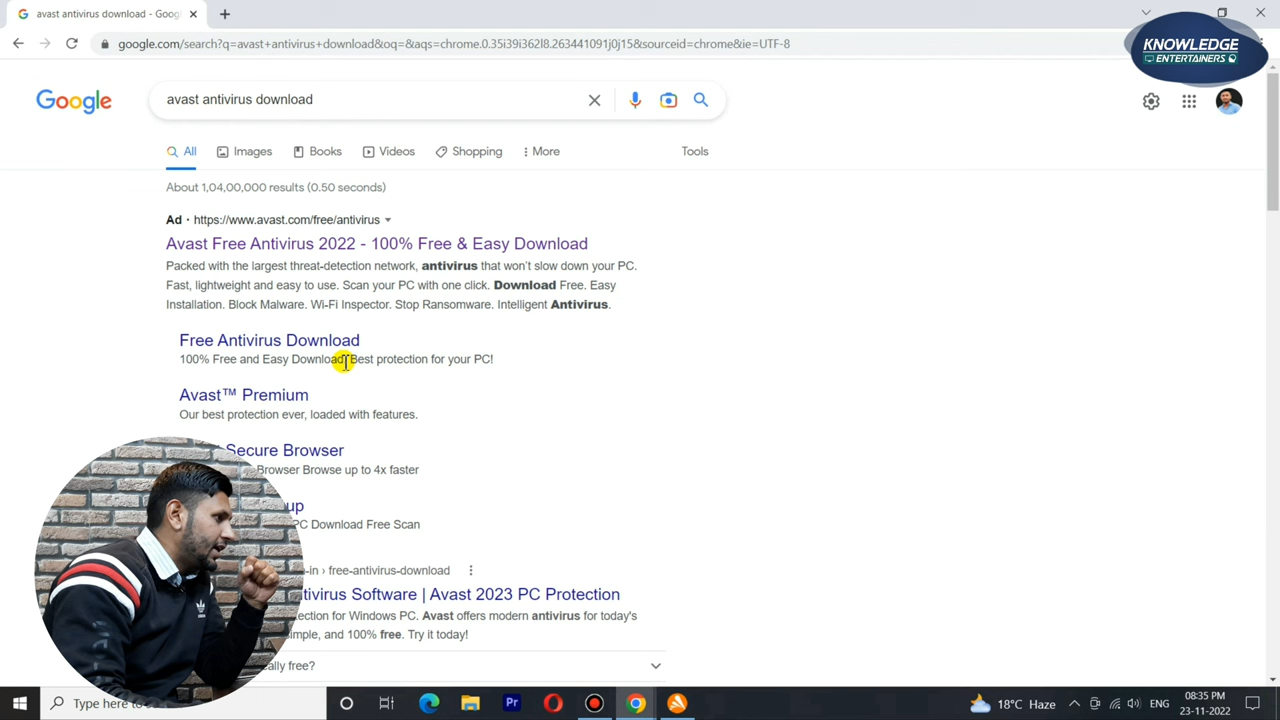 avast antivirus download - Goog
google.com/search?q=avast+antivirus+download&oq=&aqs=chrome.0.35i39i362l8.263441091j0j15&sourceid=chrome&ie=UTF-8
KNOWLEDGE
ENTERTAINERS
Google
avast antivirus download
All Images Books Videos Shopping More Tools
About 1,04,00,000 results (0.50 seconds)
Ad · https://www.avast.com/free/antivirus
Avast Free Antivirus 2022 - 100% Free & Easy Download
Packed with the largest threat-detection network, antivirus that won't slow down your PC.
Fast, lightweight and easy to use. Scan your PC with one click. Download Free. Easy
Installation. Block Malware. Wi-Fi Inspector. Stop Ransomware. Intelligent Antivirus.
Free Antivirus Download
100% Free and Easy Download Best protection for your PC!
Avast™ Premium
Our best protection ever, loaded with features.
Secure Browser
Browser Browse up to 4x faster
up
PC Download Free Scan
-in › free-antivirus-download
tivirus Software | Avast 2023 PC Protection
tection for Windows PC. Avast offers modern antivirus for today's
simple, and 100% free. Try it today!
ally free?
Type here to
Pr
18°C Haze
ENG
08:35 PM
23-11-2022